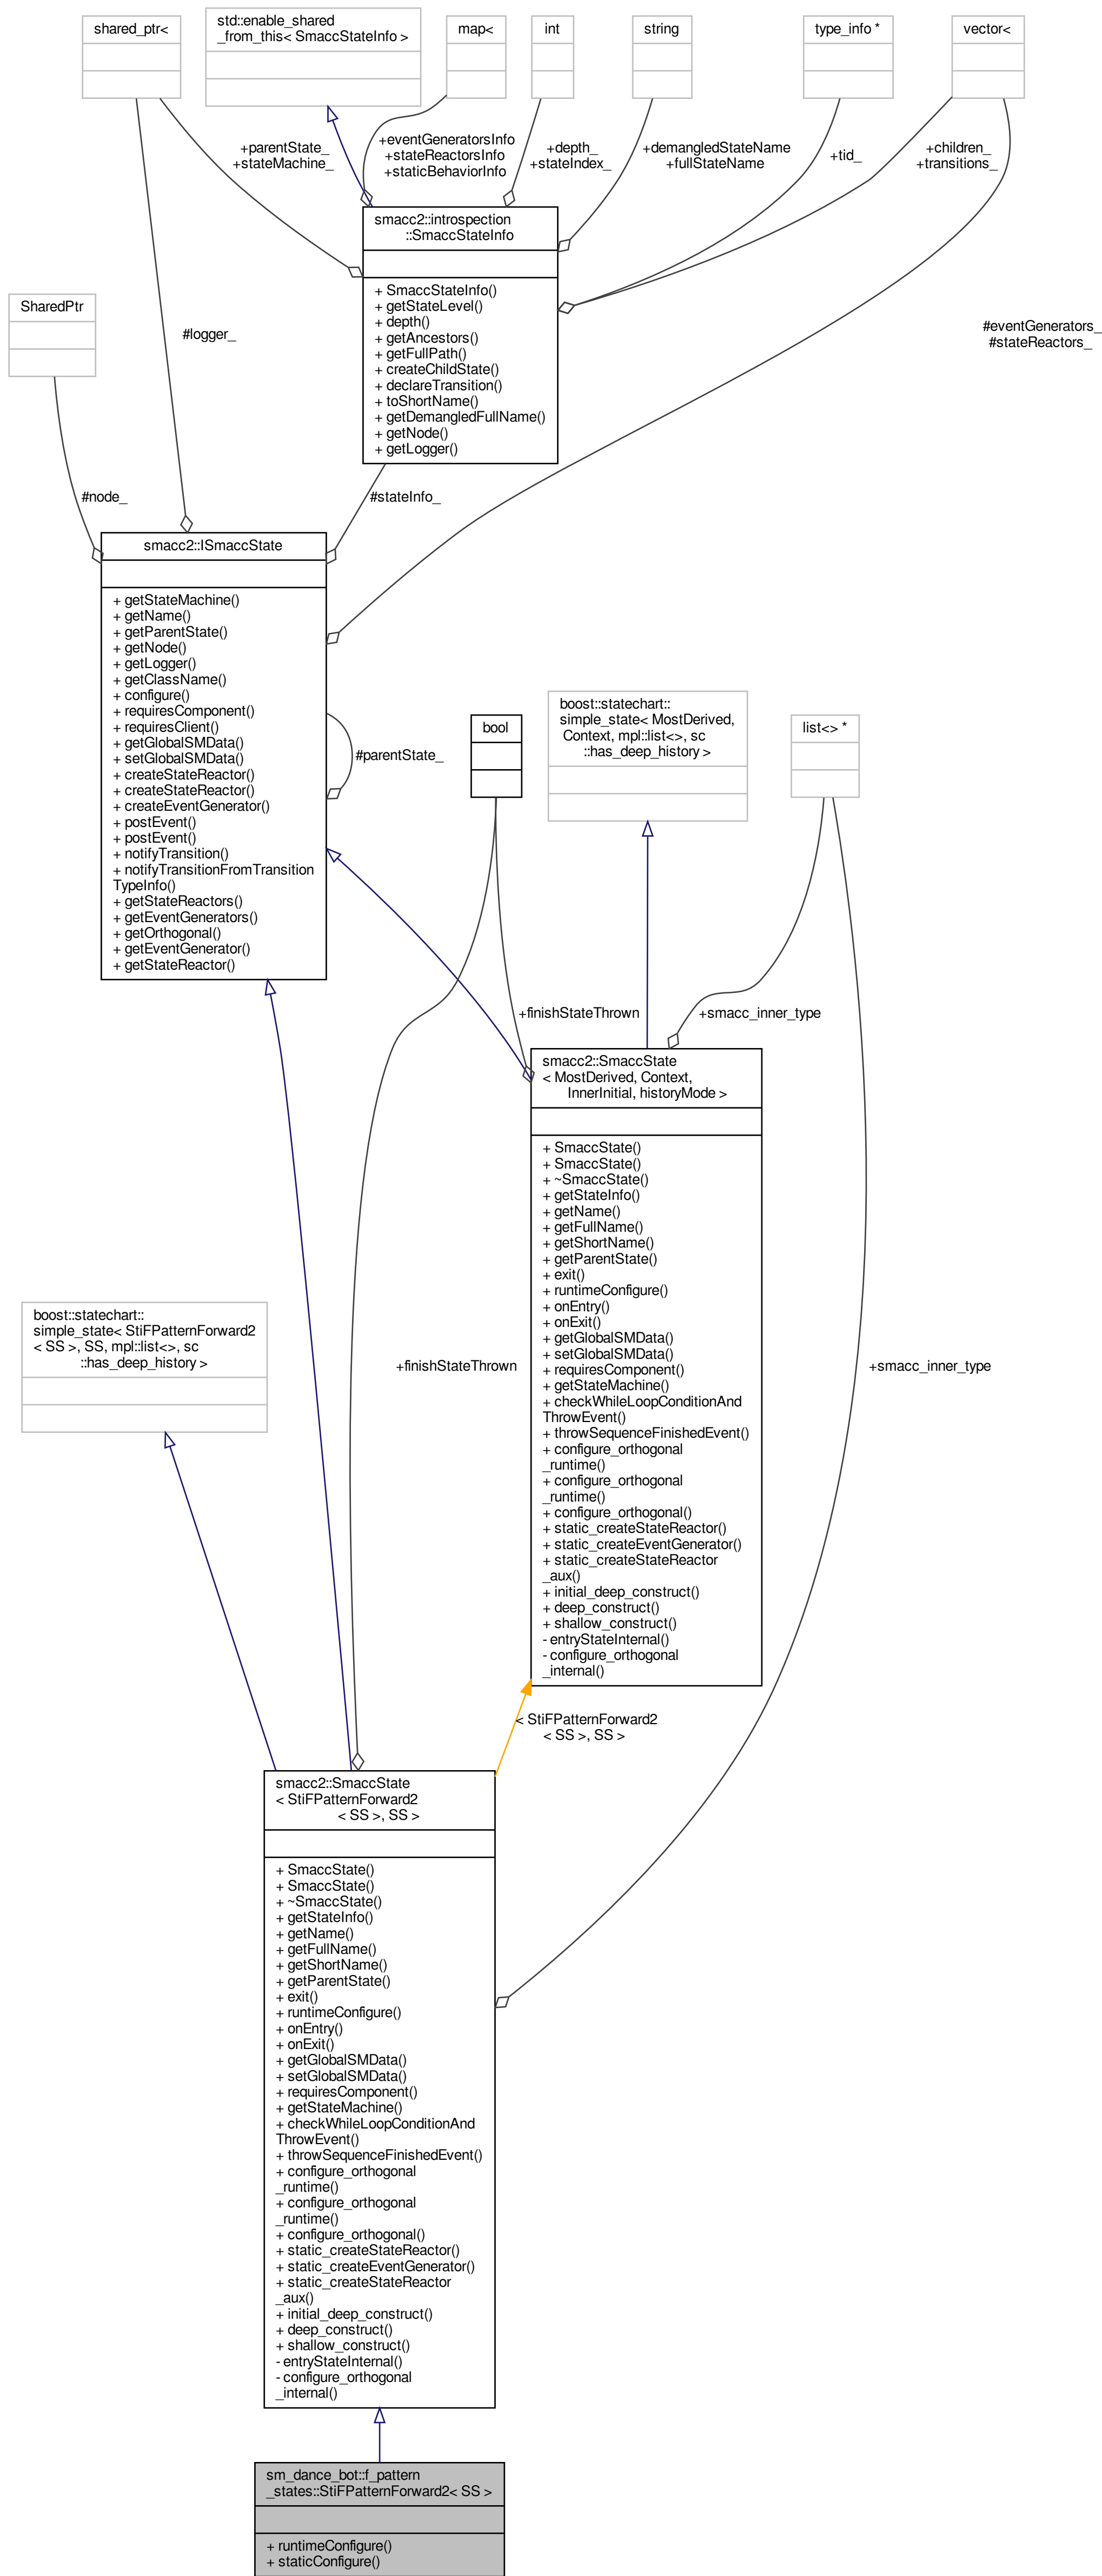 shared_ptr<
std::enable_shared
_from_this< SmaccStateInfo >
map<
int
string
type_info *
vector<
+parentState_
+stateMachine_
+eventGeneratorsInfo
+stateReactorsInfo
+staticBehaviorInfo
+depth_
+stateIndex_
+demangledStateName
+fullStateName
+tid_
+children_
+transitions_
smacc2::introspection
::SmaccStateInfo
+ SmaccStateInfo()
+ getStateLevel()
+ depth()
+ getAncestors()
+ getFullPath()
+ createChildState()
+ declareTransition()
+ toShortName()
+ getDemangledFullName()
+ getNode()
+ getLogger()
SharedPtr
#logger_
#eventGenerators_
#stateReactors_
#node_
#stateInfo_
smacc2::ISmaccState
+ getStateMachine()
+ getName()
+ getParentState()
+ getNode()
+ getLogger()
+ getClassName()
+ configure()
+ requiresComponent()
+ requiresClient()
+ getGlobalSMData()
+ setGlobalSMData()
+ createStateReactor()
+ createStateReactor()
+ createEventGenerator()
+ postEvent()
+ postEvent()
+ notifyTransition()
+ notifyTransitionFromTransition
TypeInfo()
+ getStateReactors()
+ getEventGenerators()
+ getOrthogonal()
+ getEventGenerator()
+ getStateReactor()
#parentState_
bool
boost::statechart::
simple_state< MostDerived,
Context, mpl::list<>, sc
::has_deep_history >
list<> *
+finishStateThrown
+smacc_inner_type
smacc2::SmaccState
< MostDerived, Context,
InnerInitial, historyMode >
+ SmaccState()
+ SmaccState()
+ ~SmaccState()
+ getStateInfo()
+ getName()
+ getFullName()
+ getShortName()
+ getParentState()
+ exit()
+ runtimeConfigure()
+ onEntry()
+ onExit()
+ getGlobalSMData()
+ setGlobalSMData()
+ requiresComponent()
+ getStateMachine()
+ checkWhileLoopConditionAnd
ThrowEvent()
+ throwSequenceFinishedEvent()
+ configure_orthogonal
_runtime()
+ configure_orthogonal
_runtime()
+ configure_orthogonal()
+ static_createStateReactor()
+ static_createEventGenerator()
+ static_createStateReactor
_aux()
+ initial_deep_construct()
+ deep_construct()
+ shallow_construct()
- entryStateInternal()
- configure_orthogonal
_internal()
boost::statechart::
simple_state< StiFPatternForward2
< SS >, SS, mpl::list<>, sc
::has_deep_history >
+finishStateThrown
+smacc_inner_type
< StiFPatternForward2
< SS >, SS >
smacc2::SmaccState
< StiFPatternForward2
< SS >, SS >
+ SmaccState()
+ SmaccState()
+ ~SmaccState()
+ getStateInfo()
+ getName()
+ getFullName()
+ getShortName()
+ getParentState()
+ exit()
+ runtimeConfigure()
+ onEntry()
+ onExit()
+ getGlobalSMData()
+ setGlobalSMData()
+ requiresComponent()
+ getStateMachine()
+ checkWhileLoopConditionAnd
ThrowEvent()
+ throwSequenceFinishedEvent()
+ configure_orthogonal
_runtime()
+ configure_orthogonal
_runtime()
+ configure_orthogonal()
+ static_createStateReactor()
+ static_createEventGenerator()
+ static_createStateReactor
_aux()
+ initial_deep_construct()
+ deep_construct()
+ shallow_construct()
- entryStateInternal()
- configure_orthogonal
_internal()
sm_dance_bot::f_pattern
_states::StiFPatternForward2< SS >
+ runtimeConfigure()
+ staticConfigure()